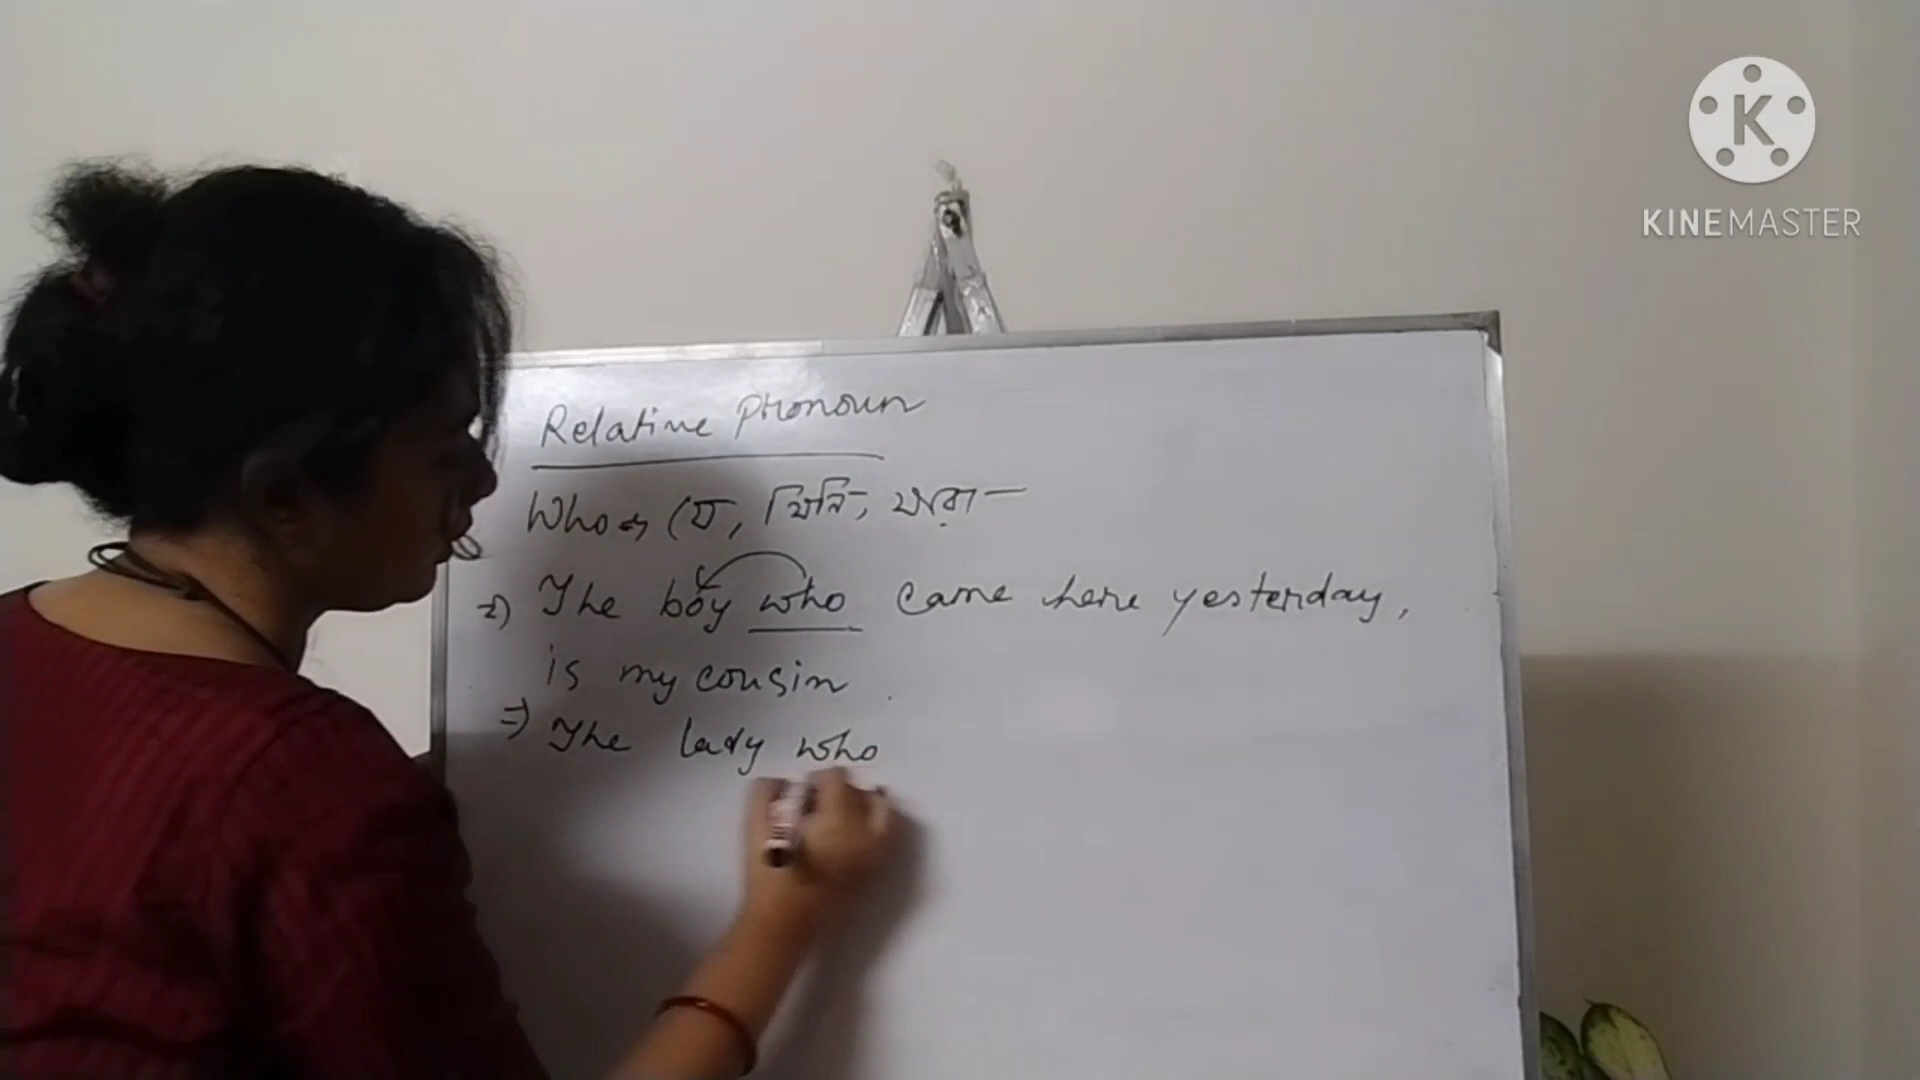 K
KINEMASTER
Relative Pronoun
Who => যে, যিনি, যারা
=) The boy who came here yesterday,
is my cousin.
=) The lady who